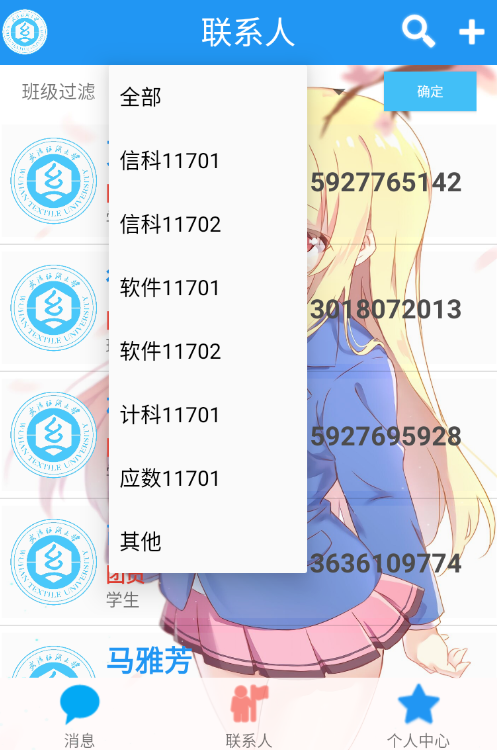 联系人
班级过滤
确定
全部
信科11701
信科11702
软件11701
软件11702
计科11701
应数11701
其他
5927765142
3018072013
5927695928
3636109774
团员
学生
马雅芳
WUHAN TEXTILE UNIVERSITY
消息
联系人
个人中心